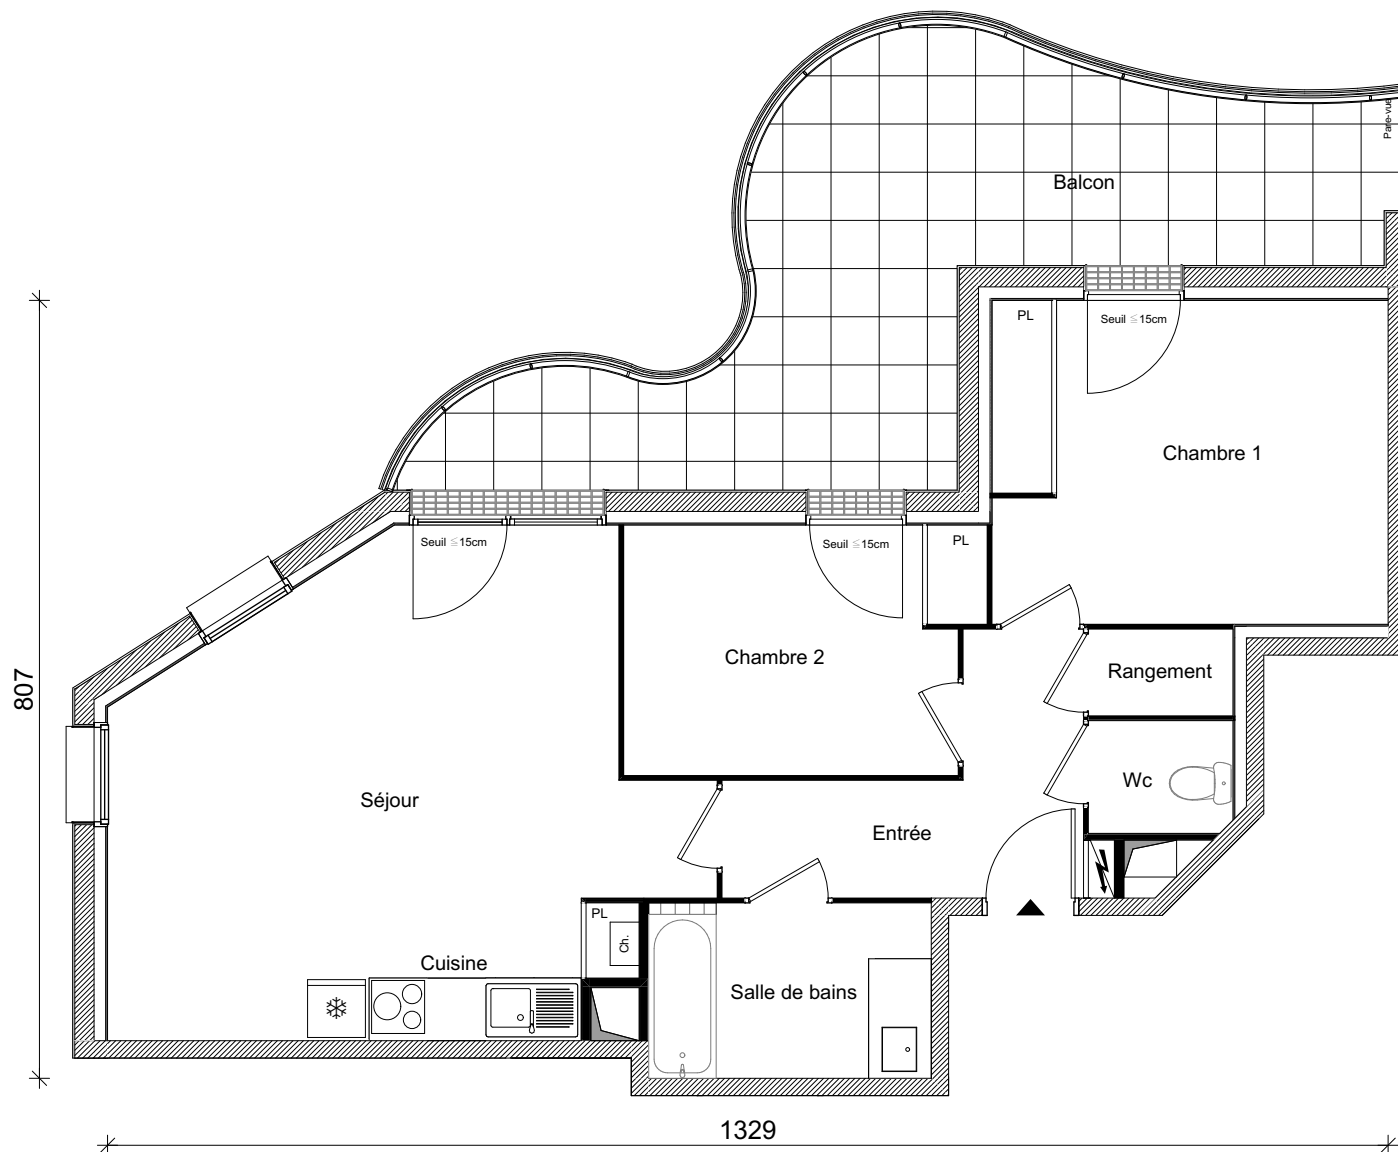 Pare-vue
Balcon
PL
Seuil ≦15cm
Chambre 1
Seuil ≦15cm
Seuil ≦15cm
PL
Chambre 2
Rangement
807
Wc
Séjour
Entrée
PL
Ch.
Cuisine
Salle de bains
1329